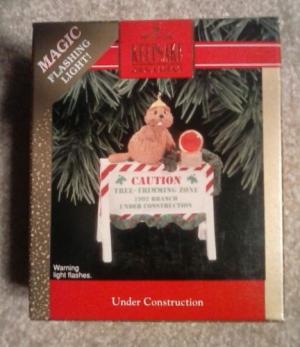 MAGIC
FLASHING
LIGHT!
KEEPSAKE
CAUTION
TREE-TRIMMING ZONE
1992 BRANCH
UNDER CONSTRUCTION
Warning
light flashes.
Under Construction